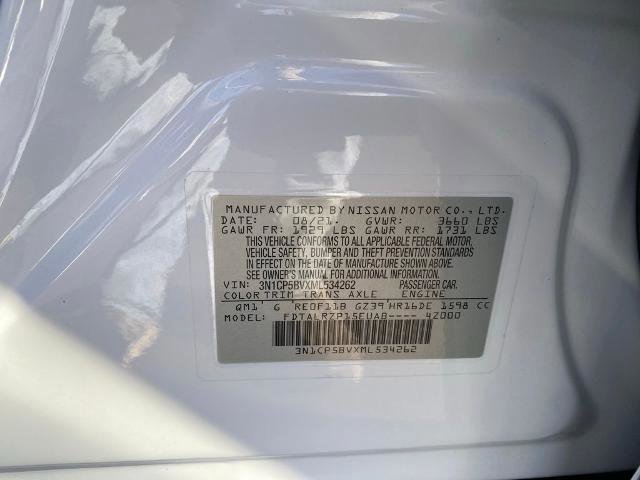 MANUFACTURED BY NISSAN MOTOR CO., LTD.
DATE: 08/21. GVWR: 3660 LBS
GAWR FR: 1929 LBS GAWR RR: 1731 LBS
THIS VEHICLE CONFORMS TO ALL APPLICABLE FEDERAL MOTOR
VEHICLE SAFETY, BUMPER, AND THEFT PREVENTION STANDARDS
IN EFFECT ON THE DATE OF MANUFACTURE SHOWN ABOVE.
SEE OWNER'S MANUAL FOR ADDITIONAL INFORMATION.
VIN: 3N1CP5BVXML534262 PASSENGER CAR.
COLOR TRIM TRANS AXLE ENGINE
QM1 G RE0F11B GZ39 HR16DE 1598 CC
MODEL: FDTALRZP15EUAB---- 42000
3N1CP5BVXML534262